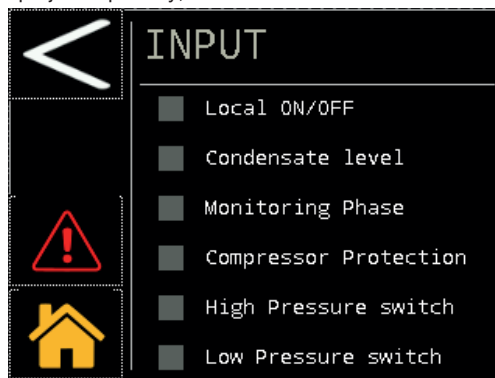 INPUT
Local ON/OFF
Condensate level
Monitoring Phase
Compressor Protection
High Pressure switch
Low Pressure switch